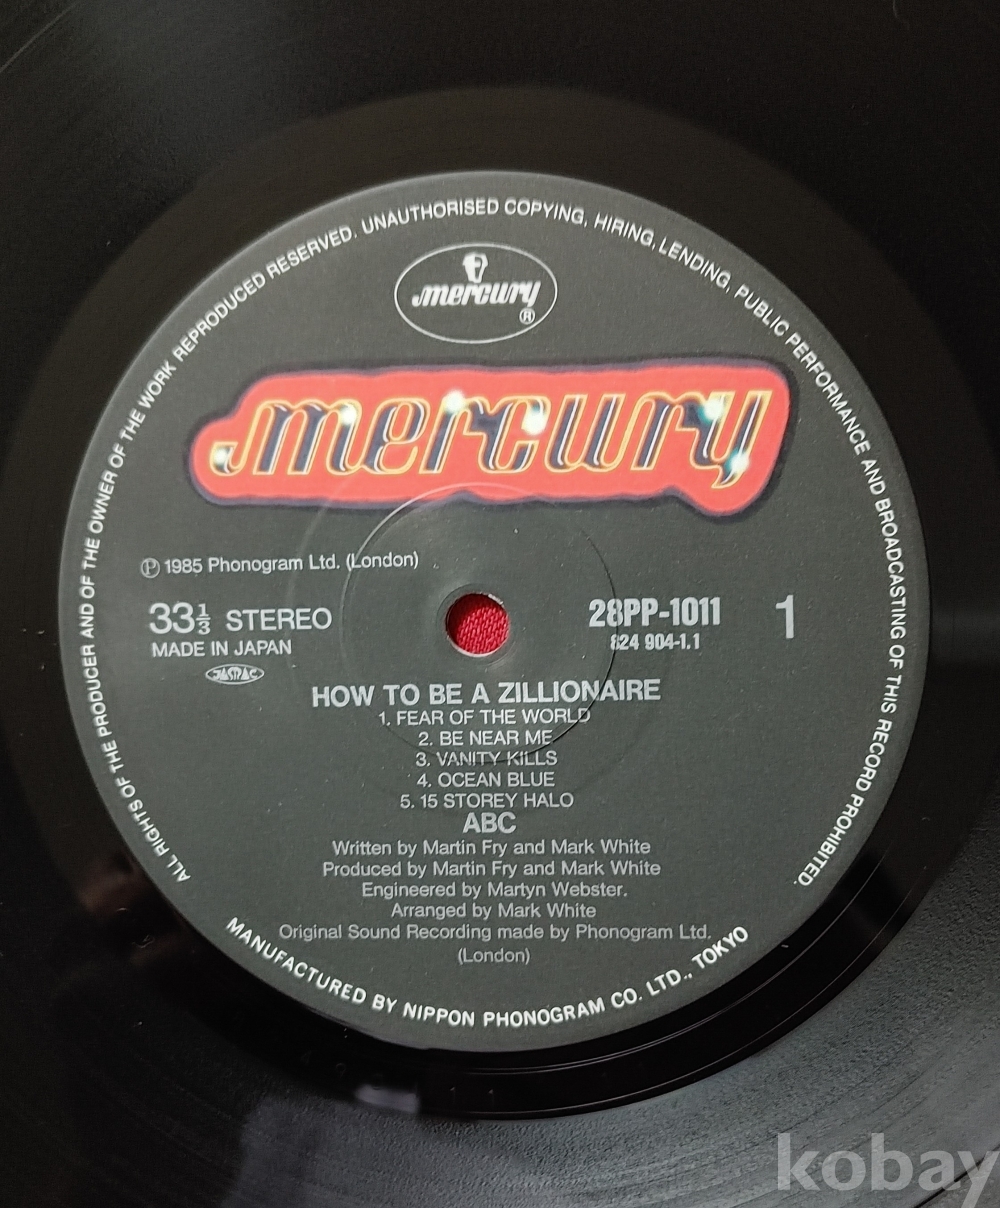 ALL RIGHTS OF THE PRODUCER AND OF THE OWNER OF THE WORK REPRODUCED RESERVED. UNAUTHORISED COPYING, HIRING, LENDING, PUBLIC PERFORMANCE AND BROADCASTING OF THIS RECORD PROHIBITED.
mercury
®
mercury
℗ 1985 Phonogram Ltd. (London)
33⅓ STEREO
MADE IN JAPAN
JASRAC
28PP-1011
824 904-1.1
1
HOW TO BE A ZILLIONAIRE
1. FEAR OF THE WORLD
2. BE NEAR ME
3. VANITY KILLS
4. OCEAN BLUE
5. 15 STOREY HALO
ABC
Written by Martin Fry and Mark White
Produced by Martin Fry and Mark White
Engineered by Martyn Webster.
Arranged by Mark White
Original Sound Recording made by Phonogram Ltd.
(London)
MANUFACTURED BY NIPPON PHONOGRAM CO. LTD., TOKYO
kobay